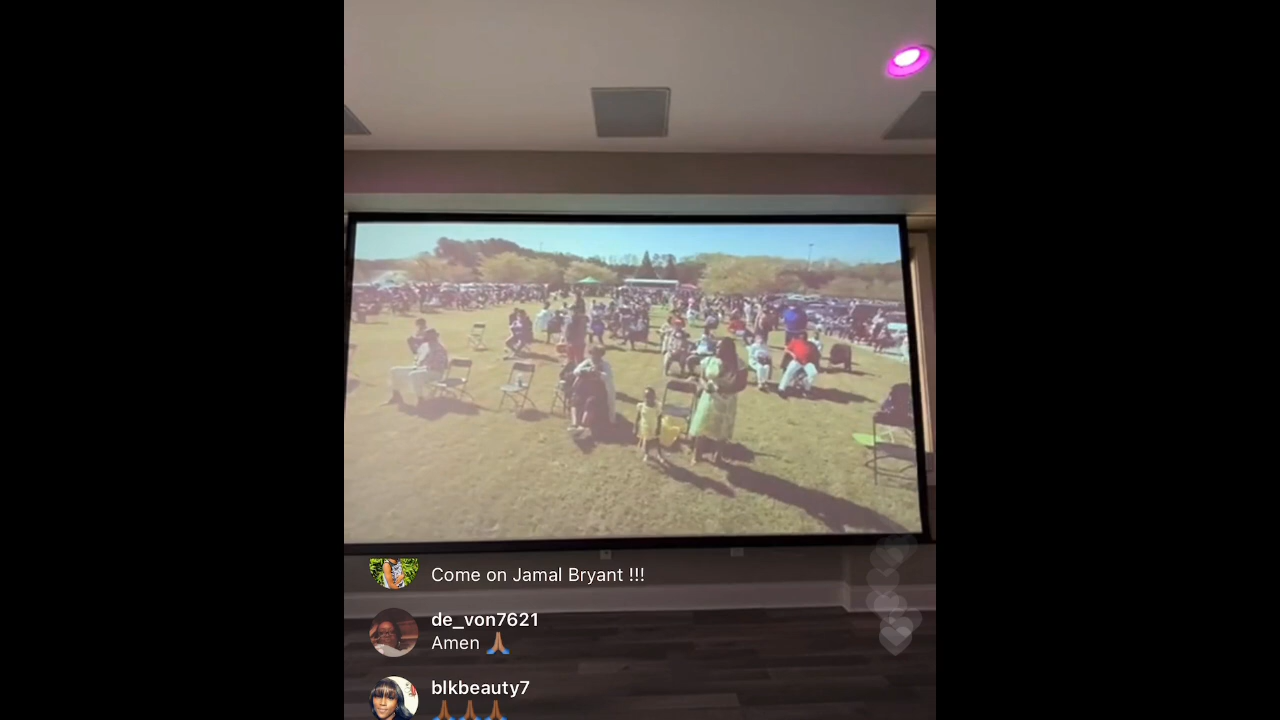 Come on Jamal Bryant !!!
de_von7621
Amen 🙏🏾
blkbeauty7
🙏🏾🙏🏾🙏🏾